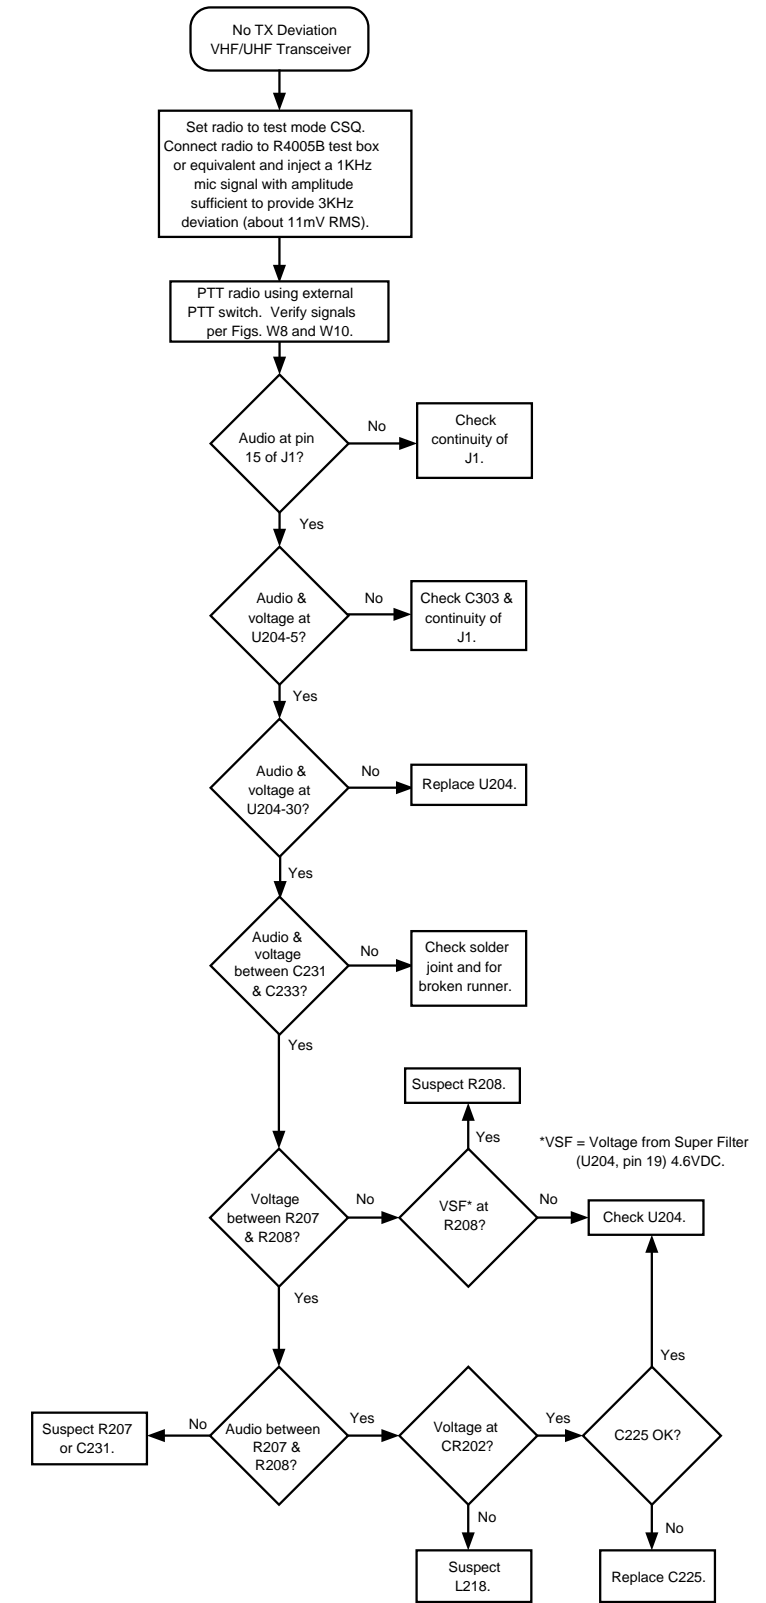 No TX Deviation
VHF/UHF Transceiver
Set radio to test mode CSQ.
Connect radio to R4005B test box
or equivalent and inject a 1KHz
mic signal with amplitude
sufficient to provide 3KHz
deviation (about 11mV RMS).
PTT radio using external
PTT switch. Verify signals
per Figs. W8 and W10.
Audio at pin
15 of J1?
No
Check
continuity of
J1.
Yes
Audio &
voltage at
U204-5?
No
Check C303 &
continuity of
J1.
Yes
Audio &
voltage at
U204-30?
No
Replace U204.
Yes
Audio &
voltage
between C231
& C233?
No
Check solder
joint and for
broken runner.
Yes
Suspect R208.
Yes
*VSF = Voltage from Super Filter
(U204, pin 19) 4.6VDC.
Voltage
between R207
& R208?
No
VSF* at
R208?
No
Check U204.
Yes
Yes
Suspect R207
or C231.
No
Audio between
R207 &
R208?
Yes
Voltage at
CR202?
Yes
C225 OK?
No
No
Suspect
L218.
Replace C225.